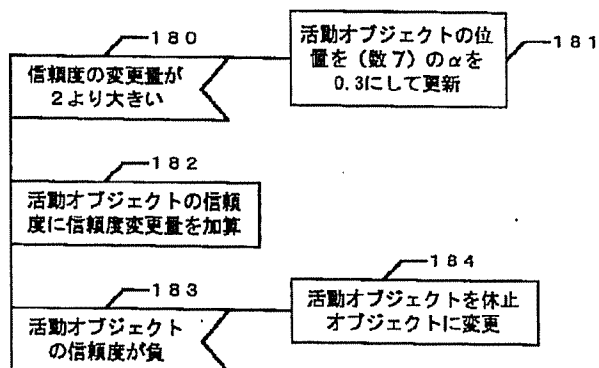 180
信頼度の変更量が
2より大きい
活動オブジェクトの位
置を(数7)のαを
0.3にして更新
181
182
活動オブジェクトの信頼
度に信頼度変更量を加算
183
活動オブジェクト
の信頼度が負
184
活動オブジェクトを休止
オブジェクトに変更